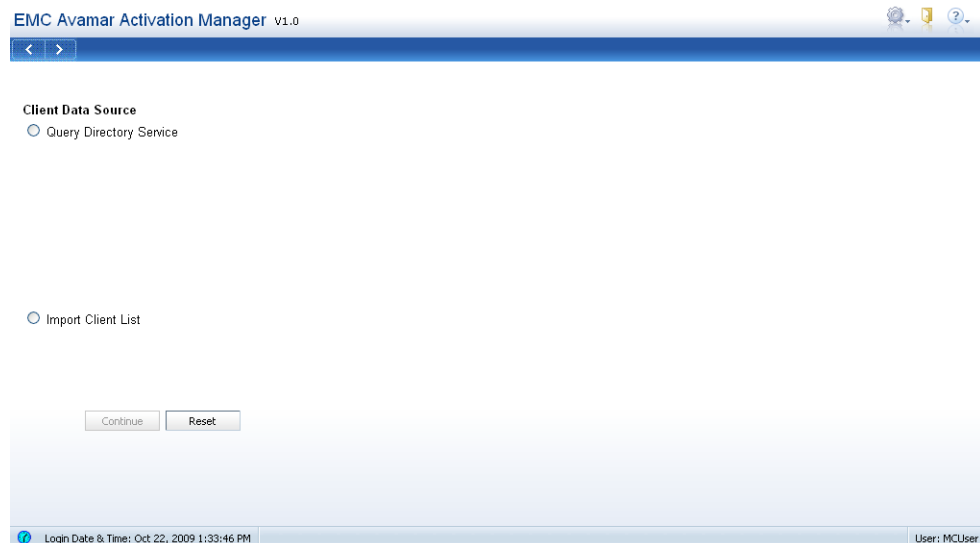 EMC Avamar Activation Manager v1.0
Client Data Source
Query Directory Service
Import Client List
Continue Reset
Login Date & Time: Oct 22, 2009 1:33:46 PM User: MCUser